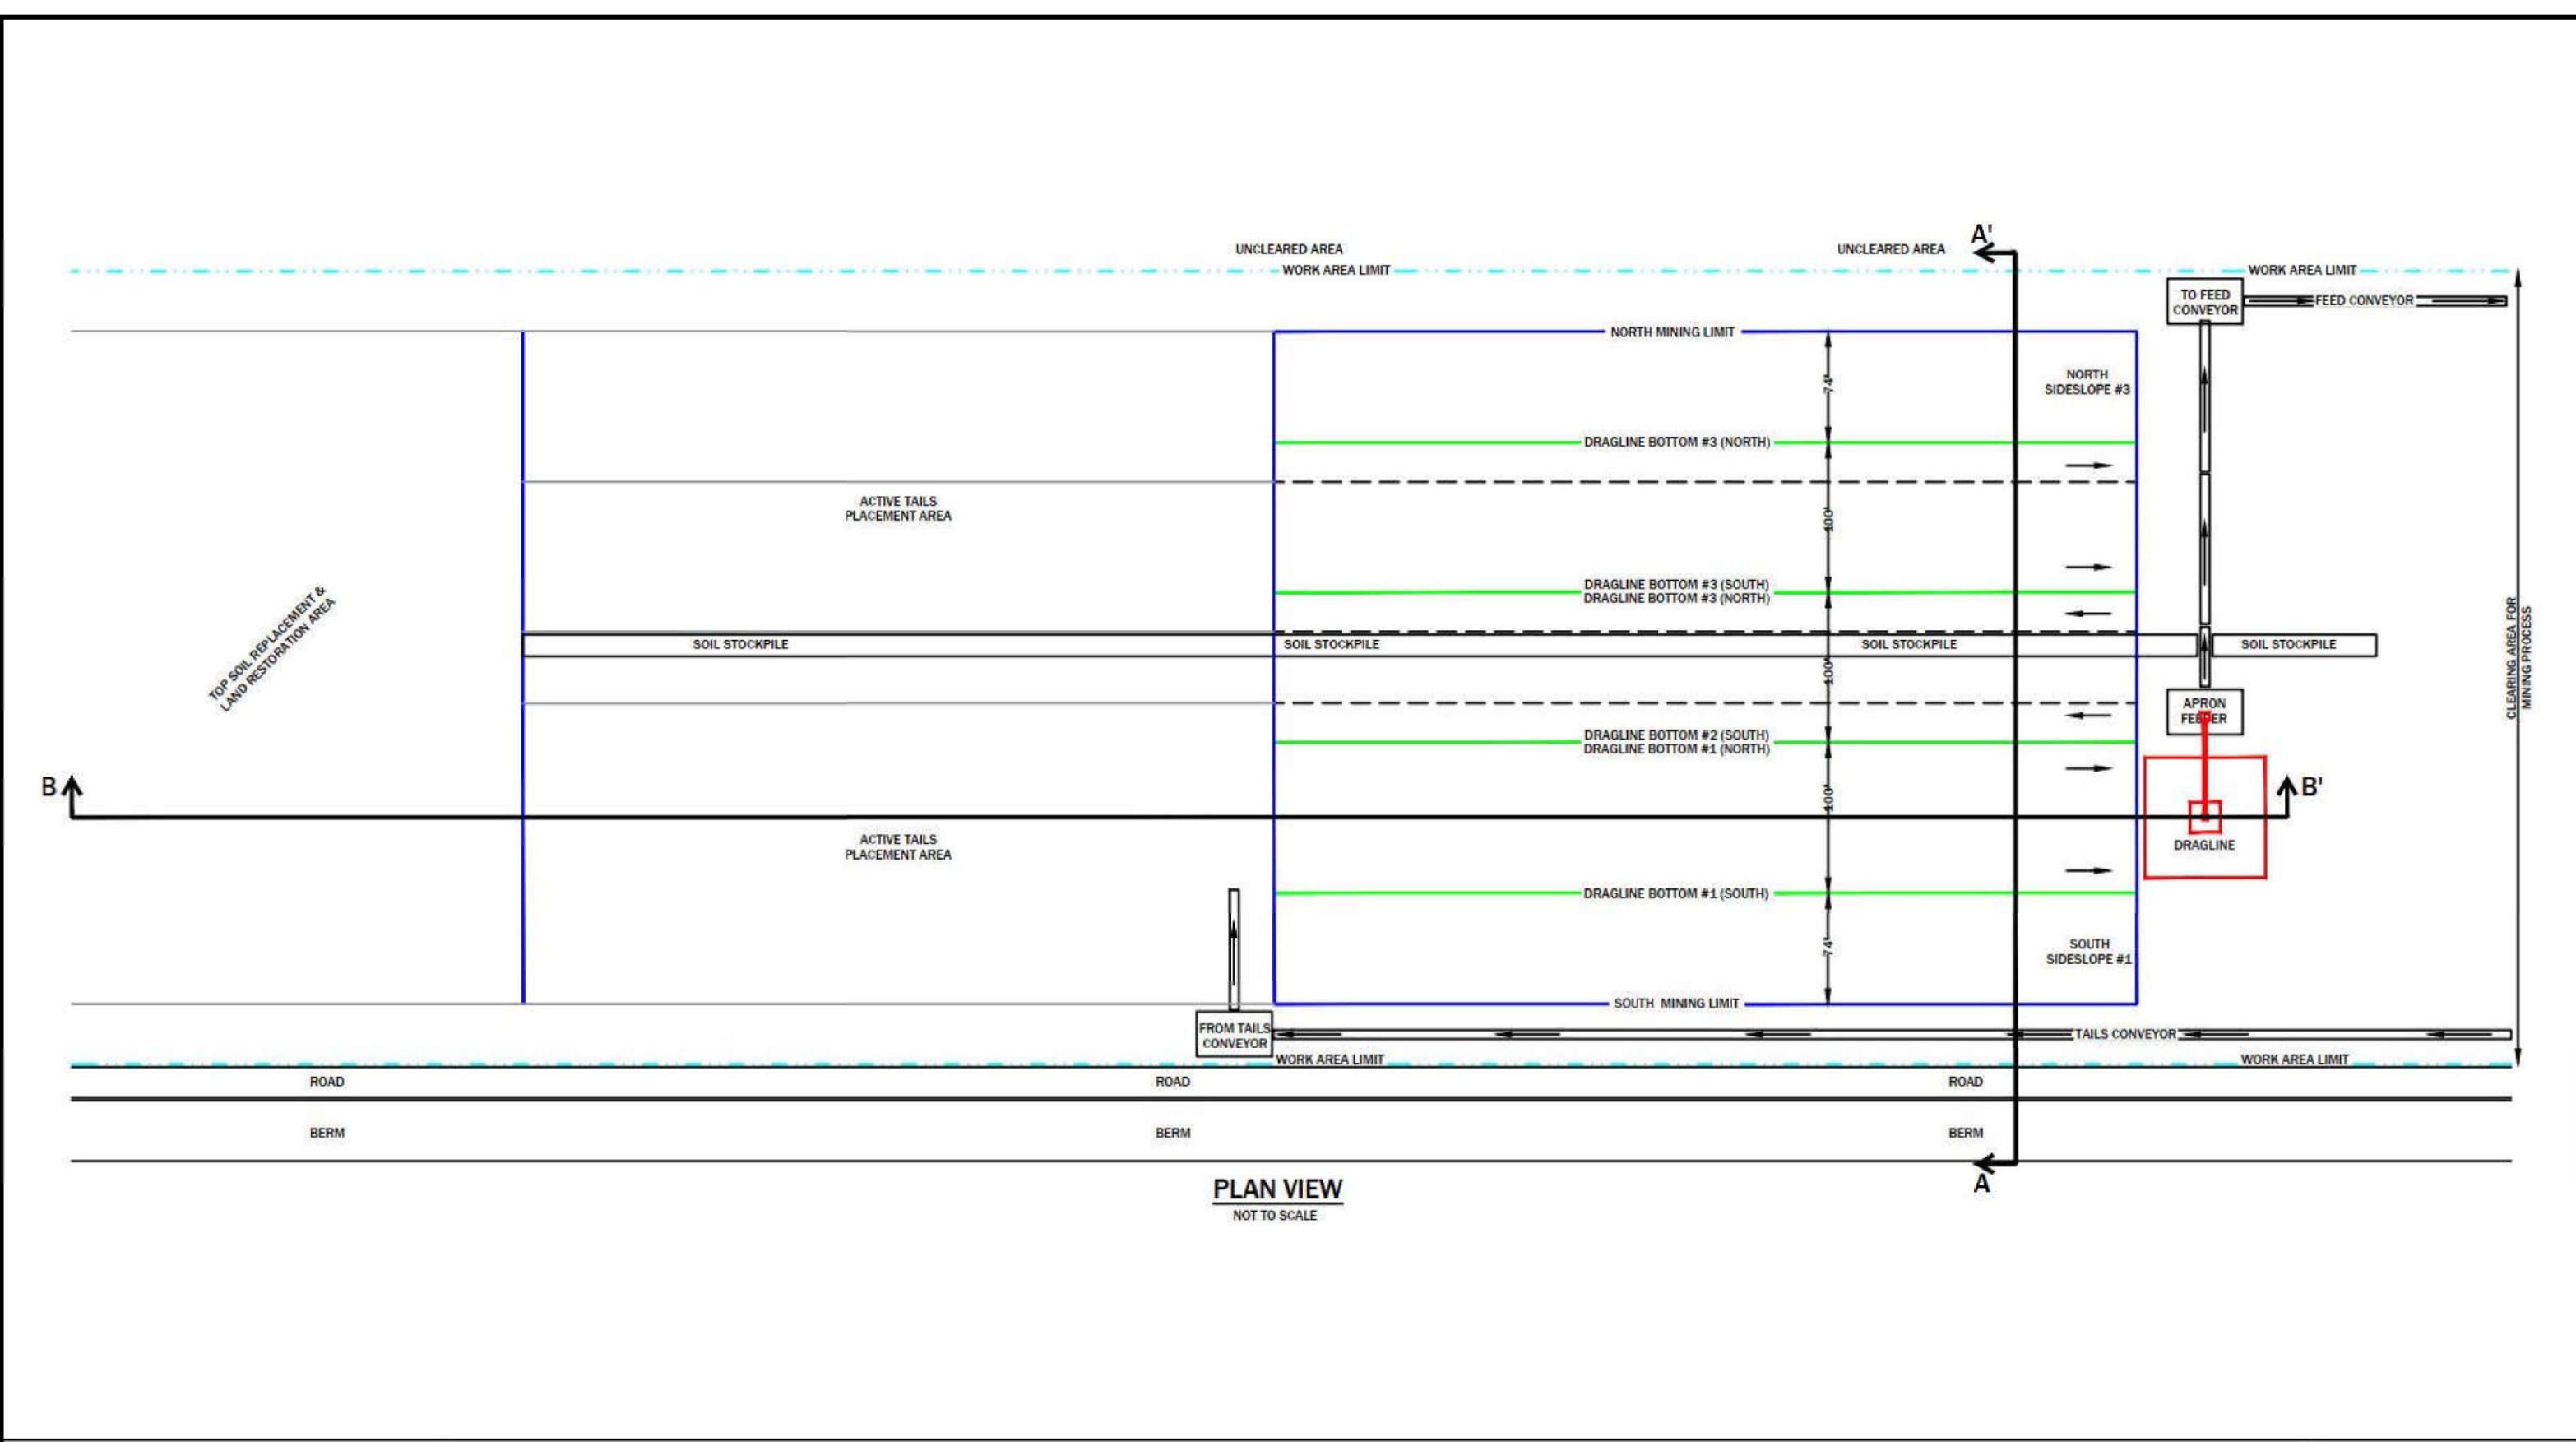 A'
UNCLEARED AREA
UNCLEARED AREA
WORK AREA LIMIT
WORK AREA LIMIT
TO FEED
CONVEYOR
FEED CONVEYOR
NORTH MINING LIMIT
74'
NORTH
SIDESLOPE #3
DRAGLINE BOTTOM #3 (NORTH)
ACTIVE TAILS
PLACEMENT AREA
100'
DRAGLINE BOTTOM #3 (SOUTH)
DRAGLINE BOTTOM #3 (NORTH)
TOP SOIL REPLACEMENT &
LAND RESTORATION AREA
SOIL STOCKPILE
SOIL STOCKPILE
SOIL STOCKPILE
SOIL STOCKPILE
CLEARING AREA FOR
MINING PROCESS
100'
APRON
FEEDER
DRAGLINE BOTTOM #2 (SOUTH)
DRAGLINE BOTTOM #1 (NORTH)
B
B'
100'
ACTIVE TAILS
PLACEMENT AREA
DRAGLINE
DRAGLINE BOTTOM #1 (SOUTH)
74'
SOUTH
SIDESLOPE #1
SOUTH MINING LIMIT
FROM TAILS
CONVEYOR
TAILS CONVEYOR
WORK AREA LIMIT
WORK AREA LIMIT
ROAD
ROAD
ROAD
BERM
BERM
BERM
A
PLAN VIEW
NOT TO SCALE